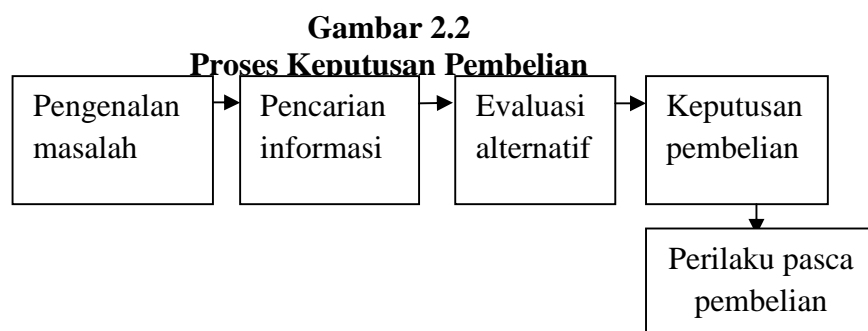 Gambar 2.2
Proses Keputusan Pembelian
Pengenalan
masalah
Pencarian
informasi
Evaluasi
alternatif
Keputusan
pembelian
Perilaku pasca
pembelian